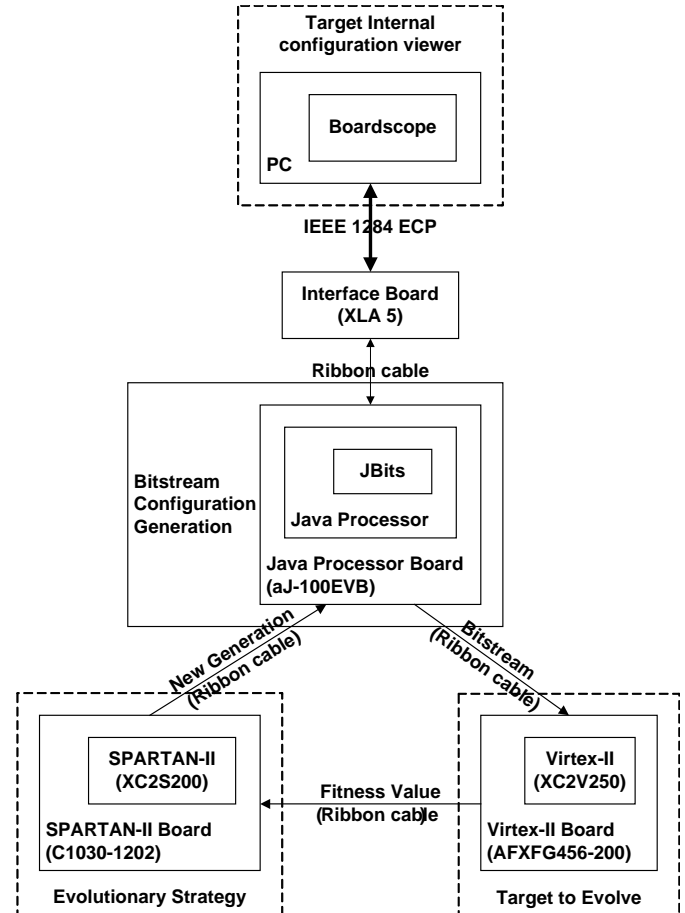 Target Internal
configuration viewer
Boardscope
PC
IEEE 1284 ECP
Interface Board
(XLA 5)
Ribbon cable
JBits
Bitstream
Configuration
Generation
Java Processor
Java Processor Board
(aJ-100EVB)
New Generation
(Ribbon cable)
Bitstream
(Ribbon cable)
SPARTAN-II
(XC2S200)
SPARTAN-II Board
(C1030-1202)
Fitness Value
(Ribbon cable)
Virtex-II
(XC2V250)
Virtex-II Board
(AFXFG456-200)
Evolutionary Strategy
Target to Evolve